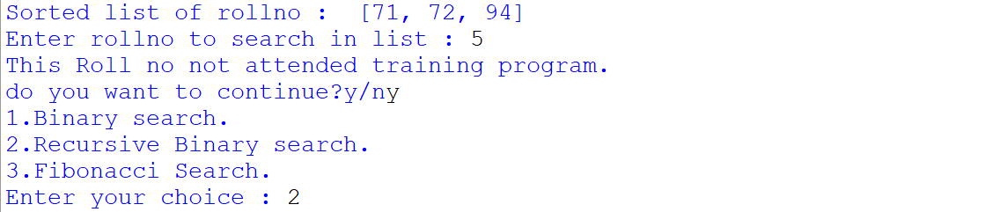 Sorted list of rollno :  [71, 72, 94]
Enter rollno to search in list : 5
This Roll no not attended training program.
do you want to continue?y/ny
1.Binary search.
2.Recursive Binary search.
3.Fibonacci Search.
Enter your choice : 2